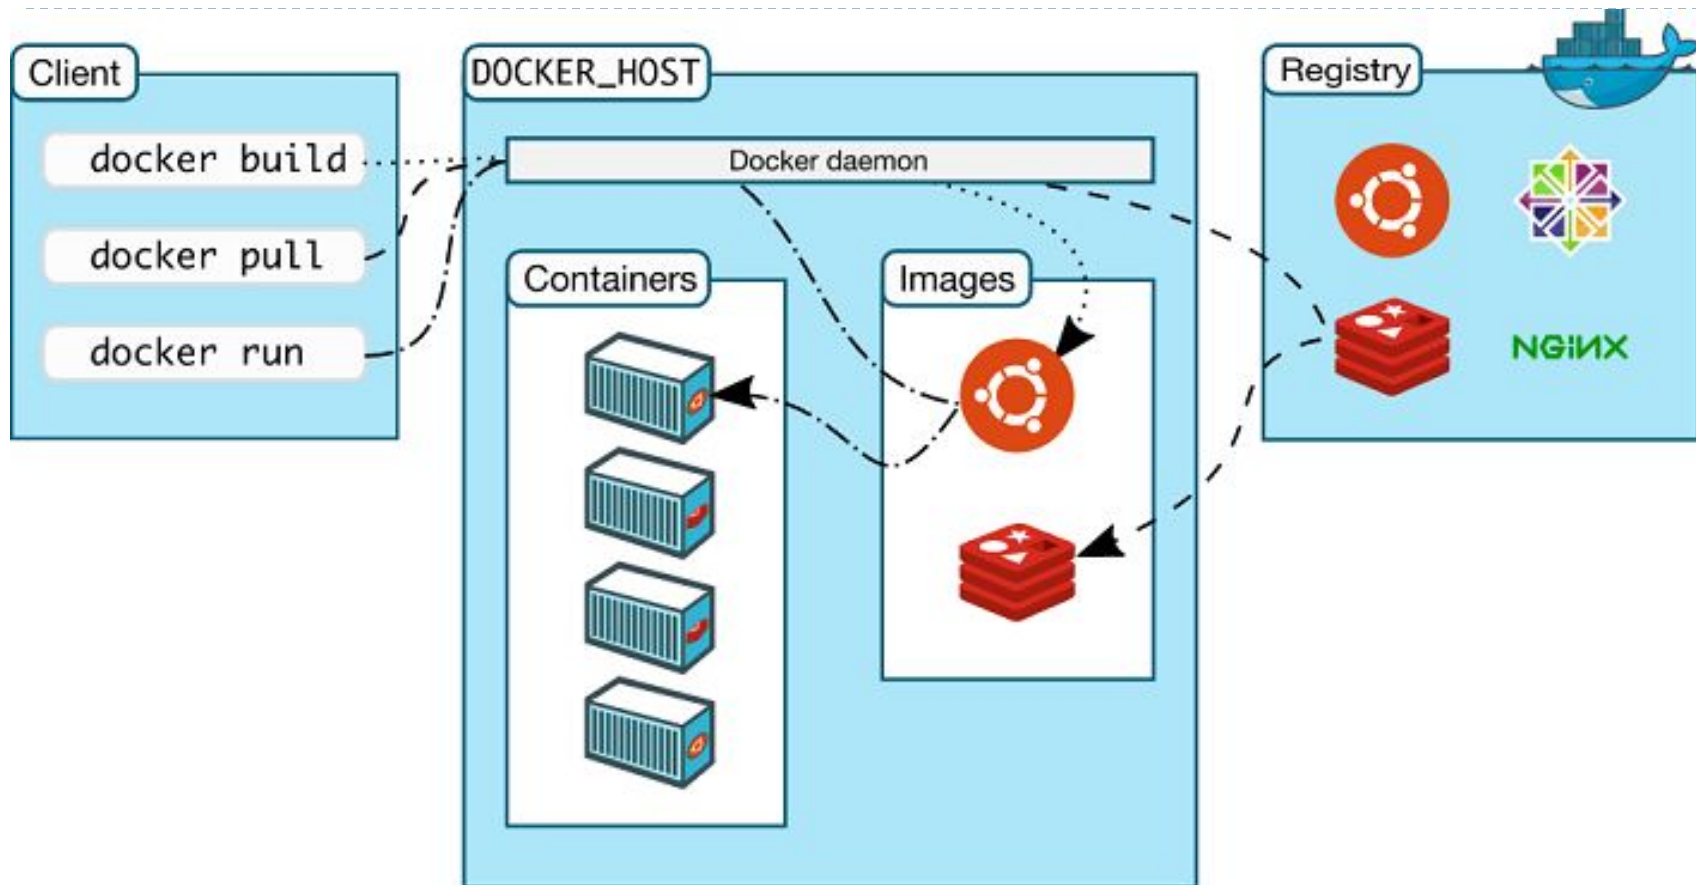 Client
docker build
docker pull
docker run
DOCKER_HOST
Docker daemon
Containers
Images
Registry
NGiNX